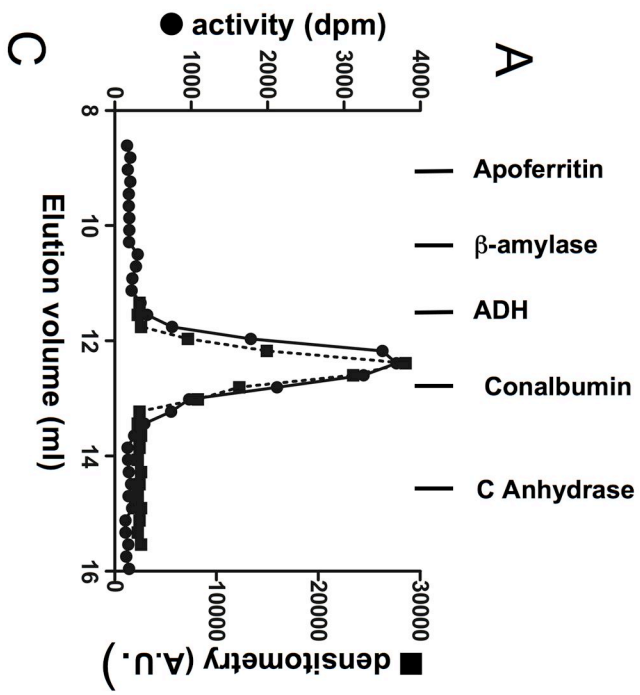 ● activity (dpm)
C
A
0
1000
2000
3000
4000
8
10
12
14
16
Elution volume (ml)
Apoferritin
β-amylase
ADH
Conalbumin
C Anhydrase
0
10000
20000
30000
■ densitometry (A.U.)